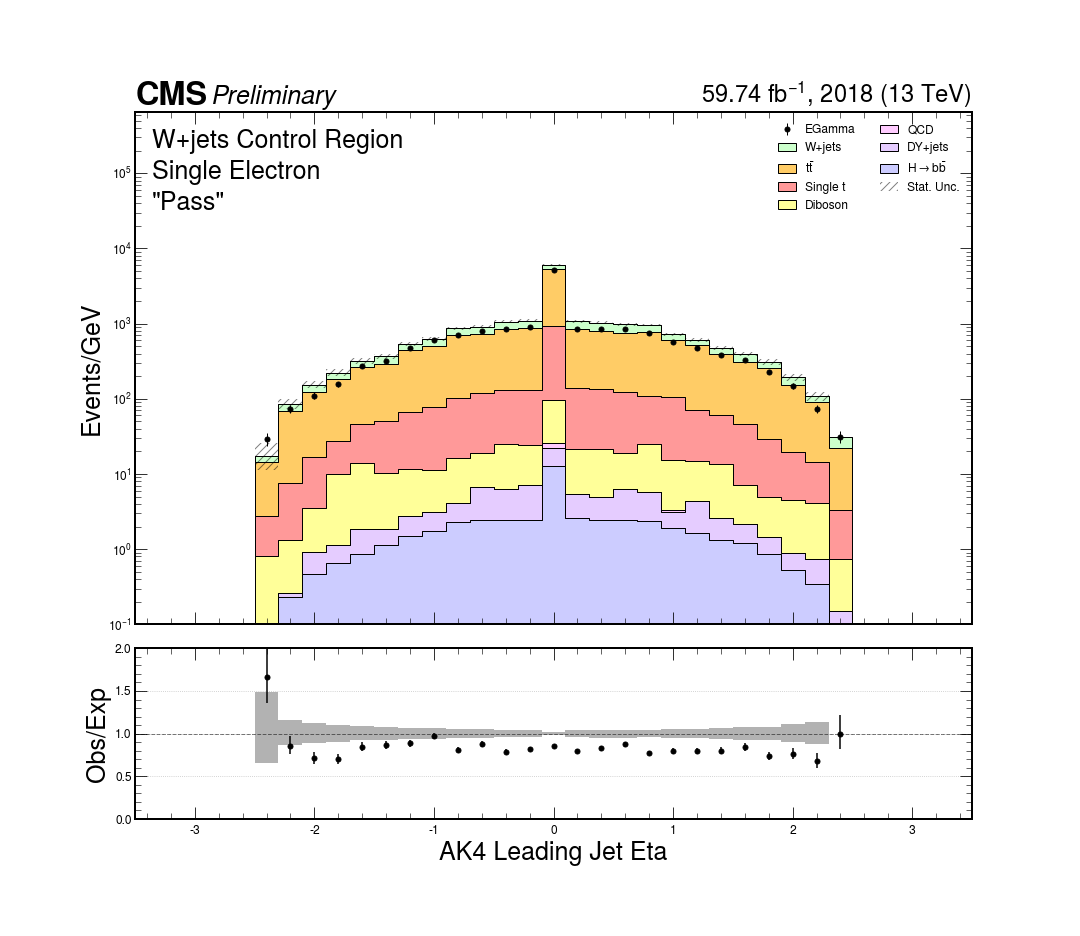 CMS Preliminary 59.74 fb⁻¹, 2018 (13 TeV)
W+jets Control Region
Single Electron
"Pass"
EGamma QCD
W+jets DY+jets
tt̄ H→bb̄
Single t Stat. Unc.
Diboson
Events/GeV
10⁵
10⁴
10³
10²
10¹
10⁰
10⁻¹
Obs/Exp
2.0
1.5
1.0
0.5
0.0
-3 -2 -1 0 1 2 3
AK4 Leading Jet Eta